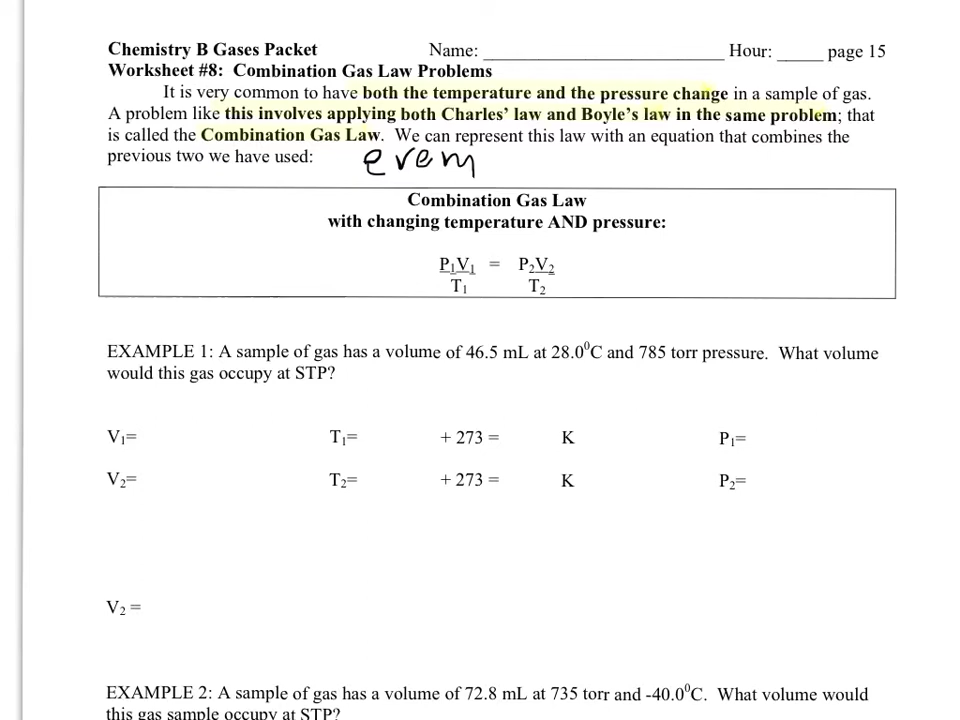 Chemistry B Gases Packet Name: ____________________________ Hour: _____ page 15
Worksheet #8: Combination Gas Law Problems
It is very common to have both the temperature and the pressure change in a sample of gas.
A problem like this involves applying both Charles' law and Boyle's law in the same problem; that
is called the Combination Gas Law. We can represent this law with an equation that combines the
previous two we have used:
evem
Combination Gas Law
with changing temperature AND pressure:
P₁V₁ = P₂V₂
T₁ T₂
EXAMPLE 1: A sample of gas has a volume of 46.5 mL at 28.0⁰C and 785 torr pressure. What volume
would this gas occupy at STP?
V₁= T₁= + 273 = K P₁=
V₂= T₂= + 273 = K P₂=
V₂ =
EXAMPLE 2: A sample of gas has a volume of 72.8 mL at 735 torr and -40.0⁰C. What volume would
this gas sample occupy at STP?